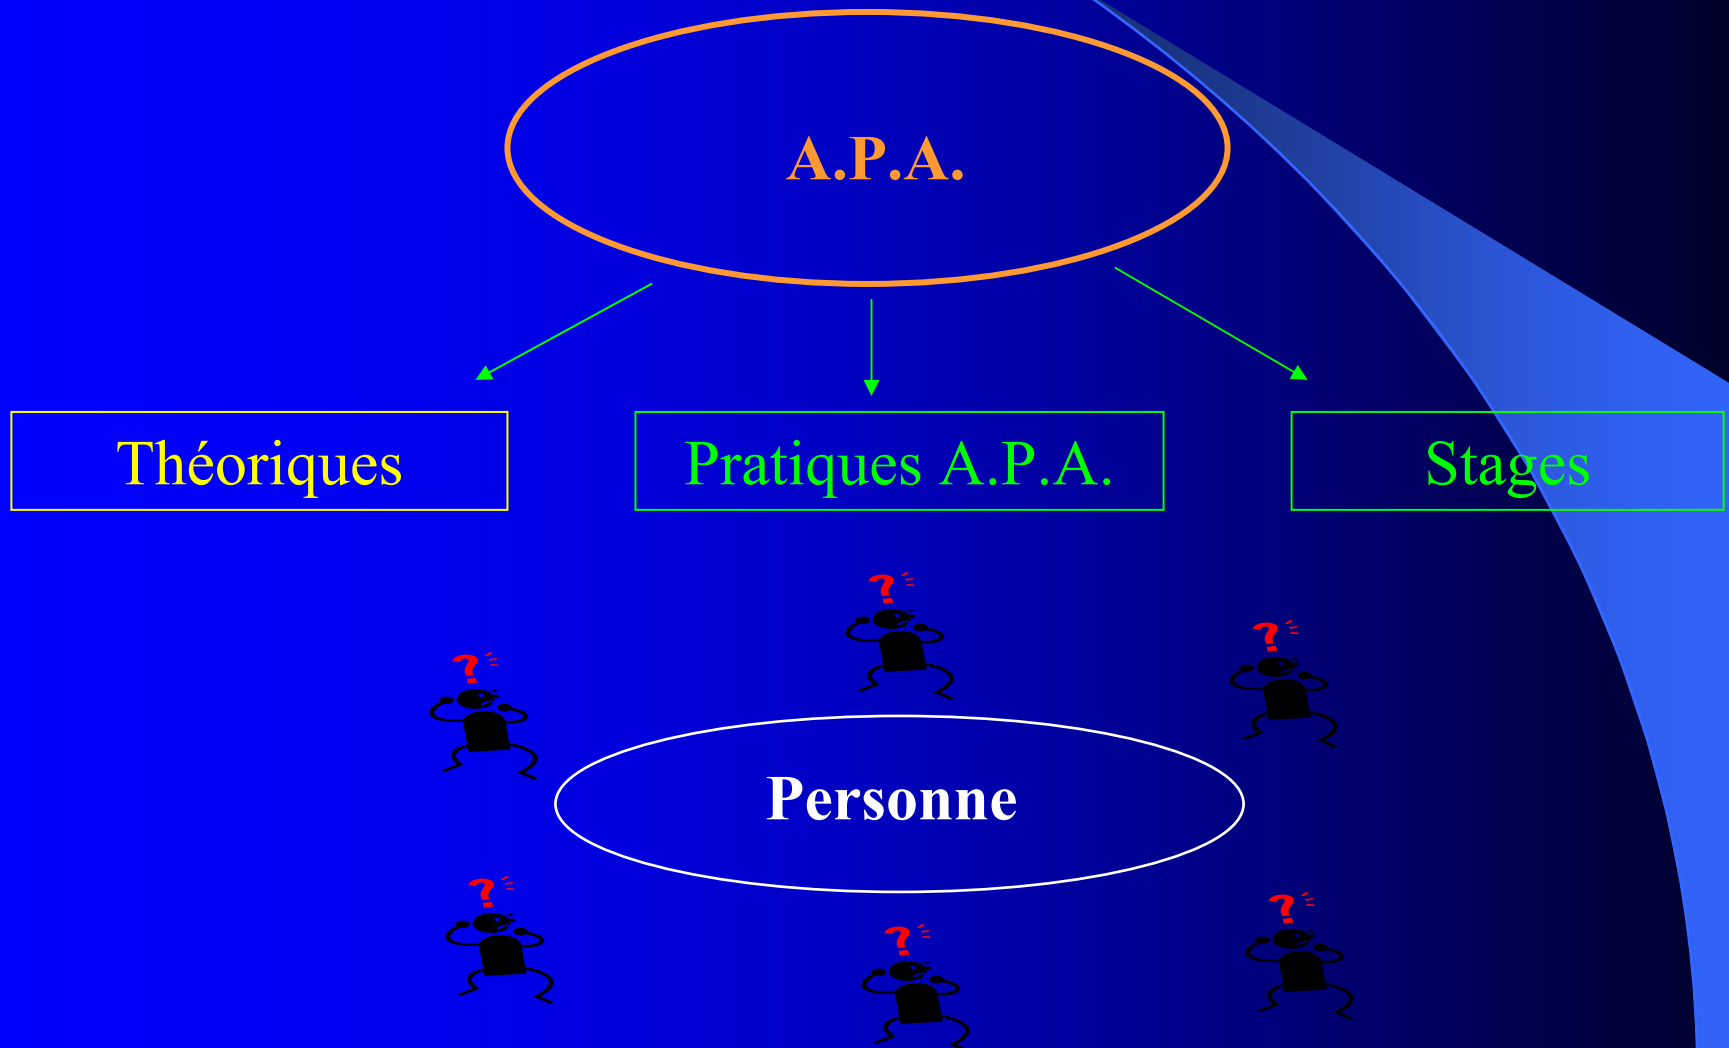 A.P.A.
Théoriques
Pratiques A.P.A.
Stages
?
?
?
Personne
?
?
?